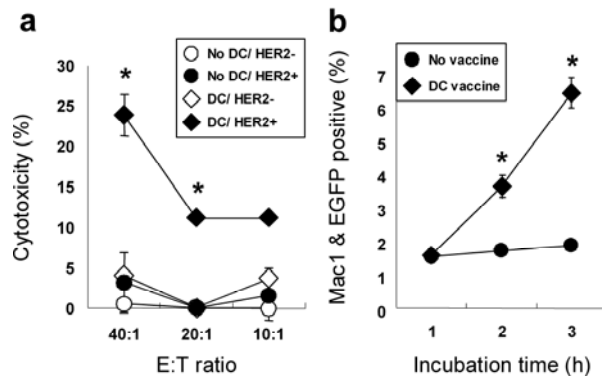 a
b
No DC/ HER2-
No DC/ HER2+
DC/ HER2-
DC/ HER2+
No vaccine
DC vaccine
30
25
20
15
10
5
0
Cytotoxicity (%)
*
*
40:1
20:1
10:1
E:T ratio
7
6
5
4
3
2
1
0
Mac1 & EGFP positive (%)
*
*
1
2
3
Incubation time (h)